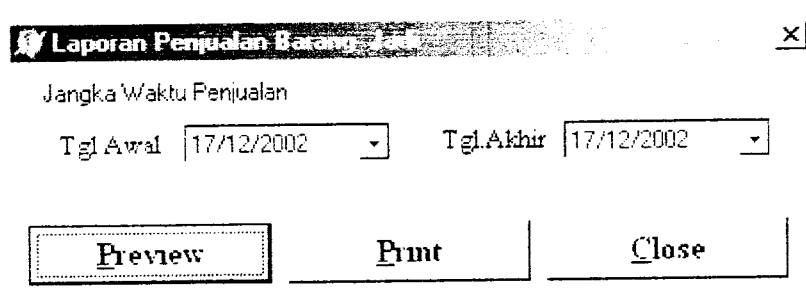 Laporan Penjualan Barang Jadi
Jangka Waktu Penjualan
Tgl Awal 17/12/2002 Tgl.Akhir 17/12/2002
Preview Print Close